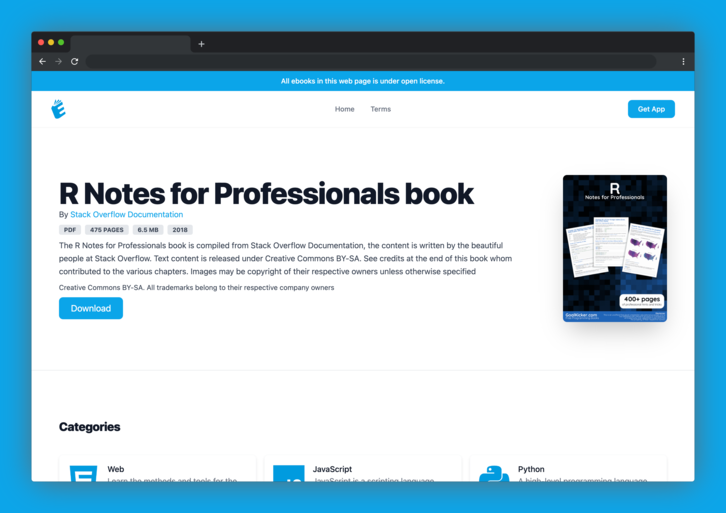 All ebooks in this web page is under open license.
Home
Terms
Get App
R Notes for Professionals book
By Stack Overflow Documentation
PDF
475 PAGES
6.5 MB
2018
The R Notes for Professionals book is compiled from Stack Overflow Documentation, the content is written by the beautiful
people at Stack Overflow. Text content is released under Creative Commons BY-SA. See credits at the end of this book whom
contributed to the various chapters. Images may be copyright of their respective owners unless otherwise specified
Creative Commons BY-SA. All trademarks belong to their respective company owners
Download
R
Notes for Professionals
400+ pages
GoalKicker.com
Categories
Web
JavaScript
Python
Learn the methods and tools for the
JavaScript is a scripting language
A high-level programming language